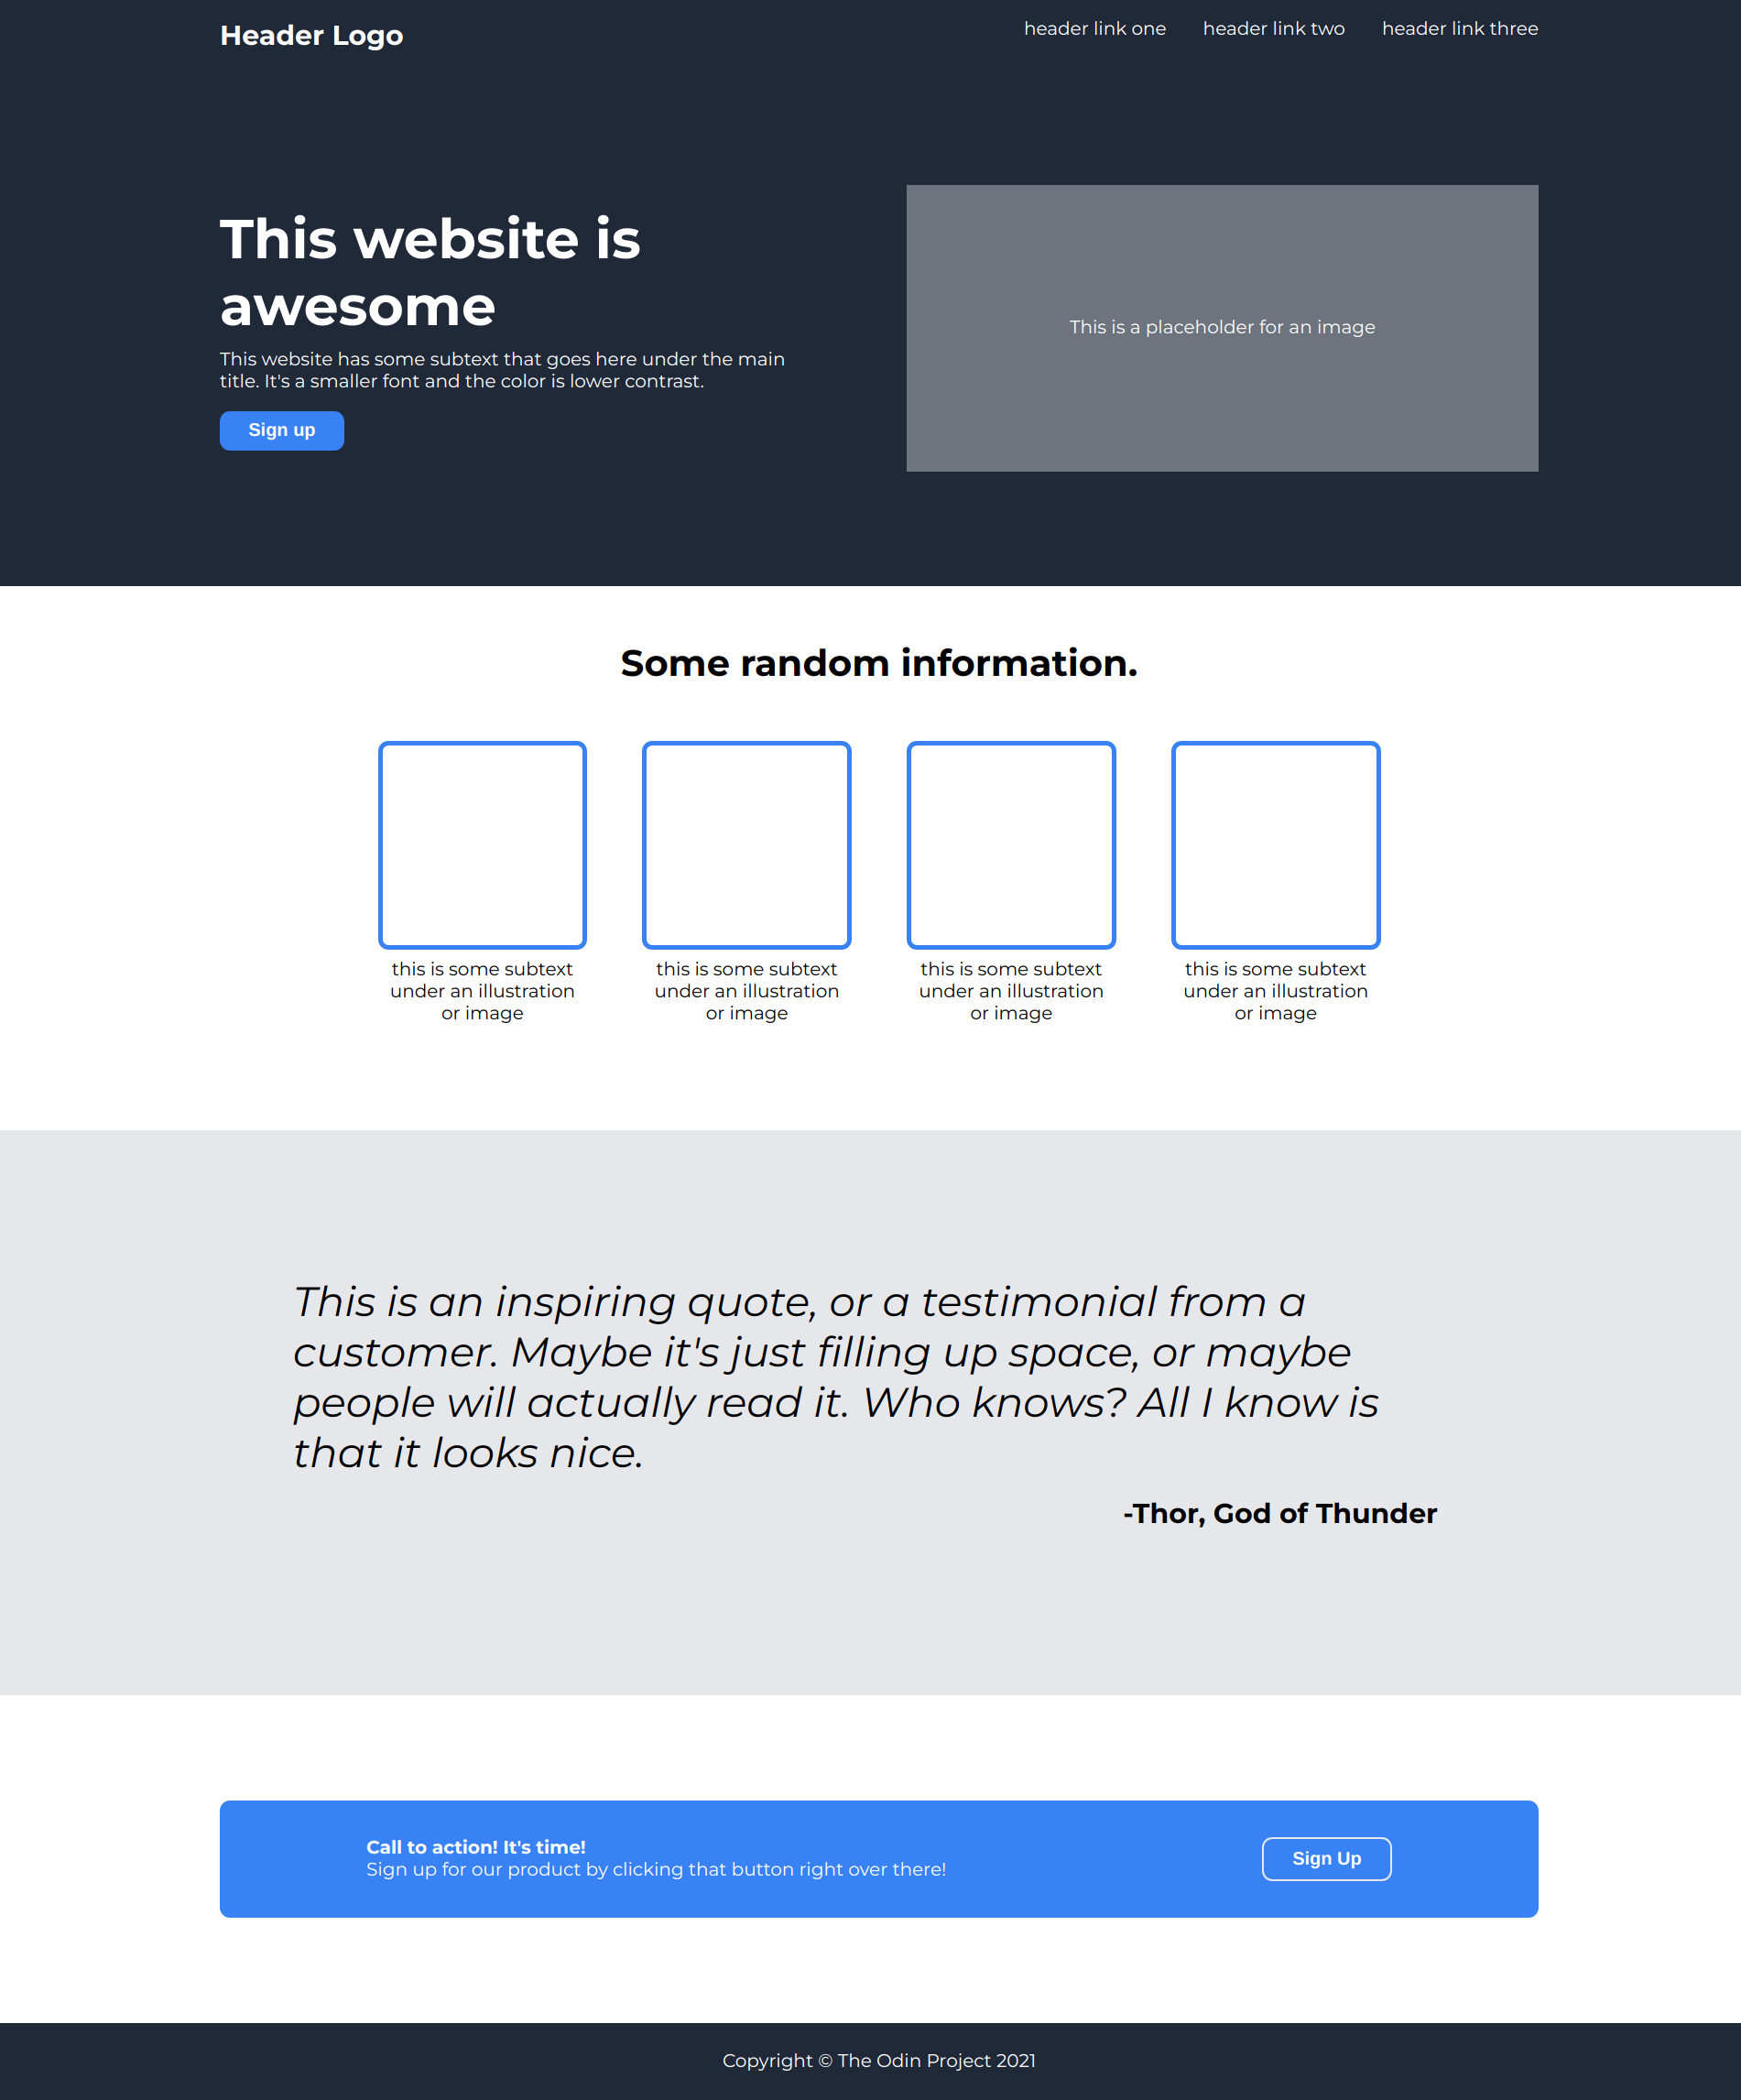 Header Logo
header link one
header link two
header link three
This website is
awesome
This website has some subtext that goes here under the main
title. It's a smaller font and the color is lower contrast.
Sign up
This is a placeholder for an image
Some random information.
this is some subtext
under an illustration
or image
this is some subtext
under an illustration
or image
this is some subtext
under an illustration
or image
this is some subtext
under an illustration
or image
This is an inspiring quote, or a testimonial from a
customer. Maybe it's just filling up space, or maybe
people will actually read it. Who knows? All I know is
that it looks nice.
-Thor, God of Thunder
Call to action! It's time!
Sign up for our product by clicking that button right over there!
Sign Up
Copyright © The Odin Project 2021